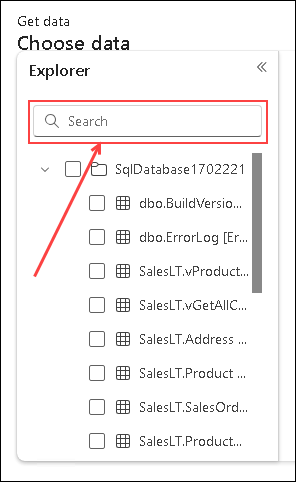 Get data
Choose data
Explorer
Search
SqlDatabase1702221
dbo.BuildVersio...
dbo.ErrorLog [Er...
SalesLT.vProduct...
SalesLT.vGetAllC...
SalesLT.Address ...
SalesLT.Product ...
SalesLT.SalesOrd...
SalesLT.Product...